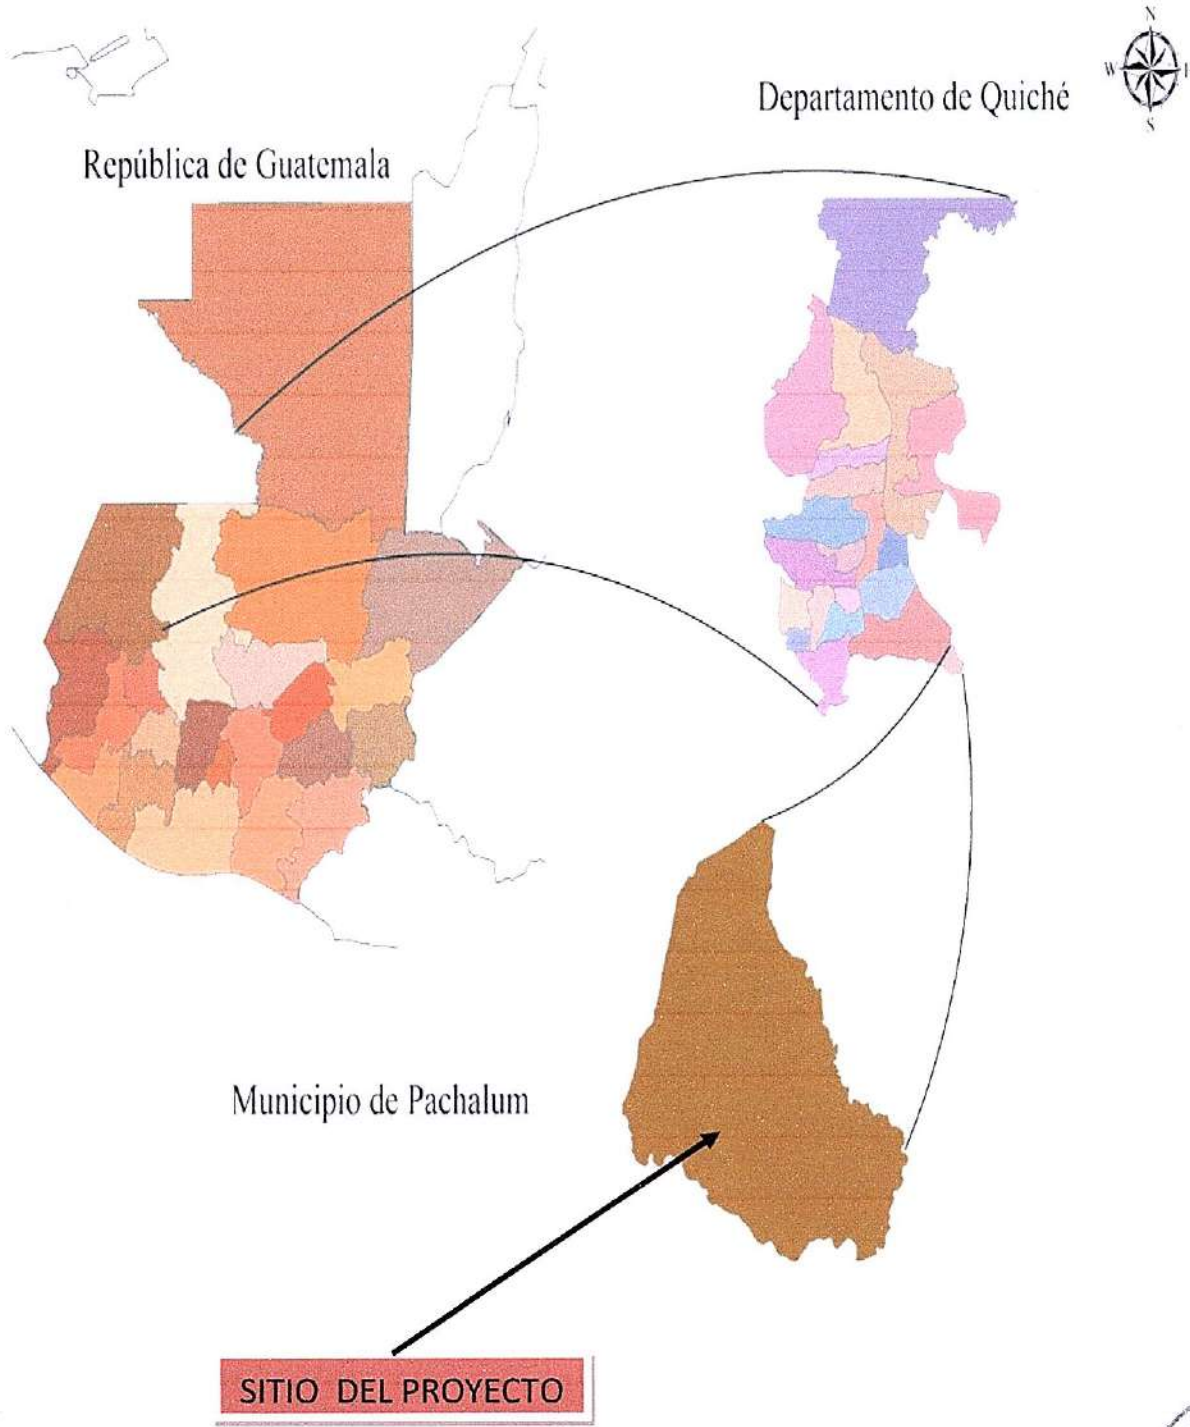 N
Departamento de Quiché
W
S
República de Guatemala
Municipio de Pachalum
SITIO DEL PROYECTO